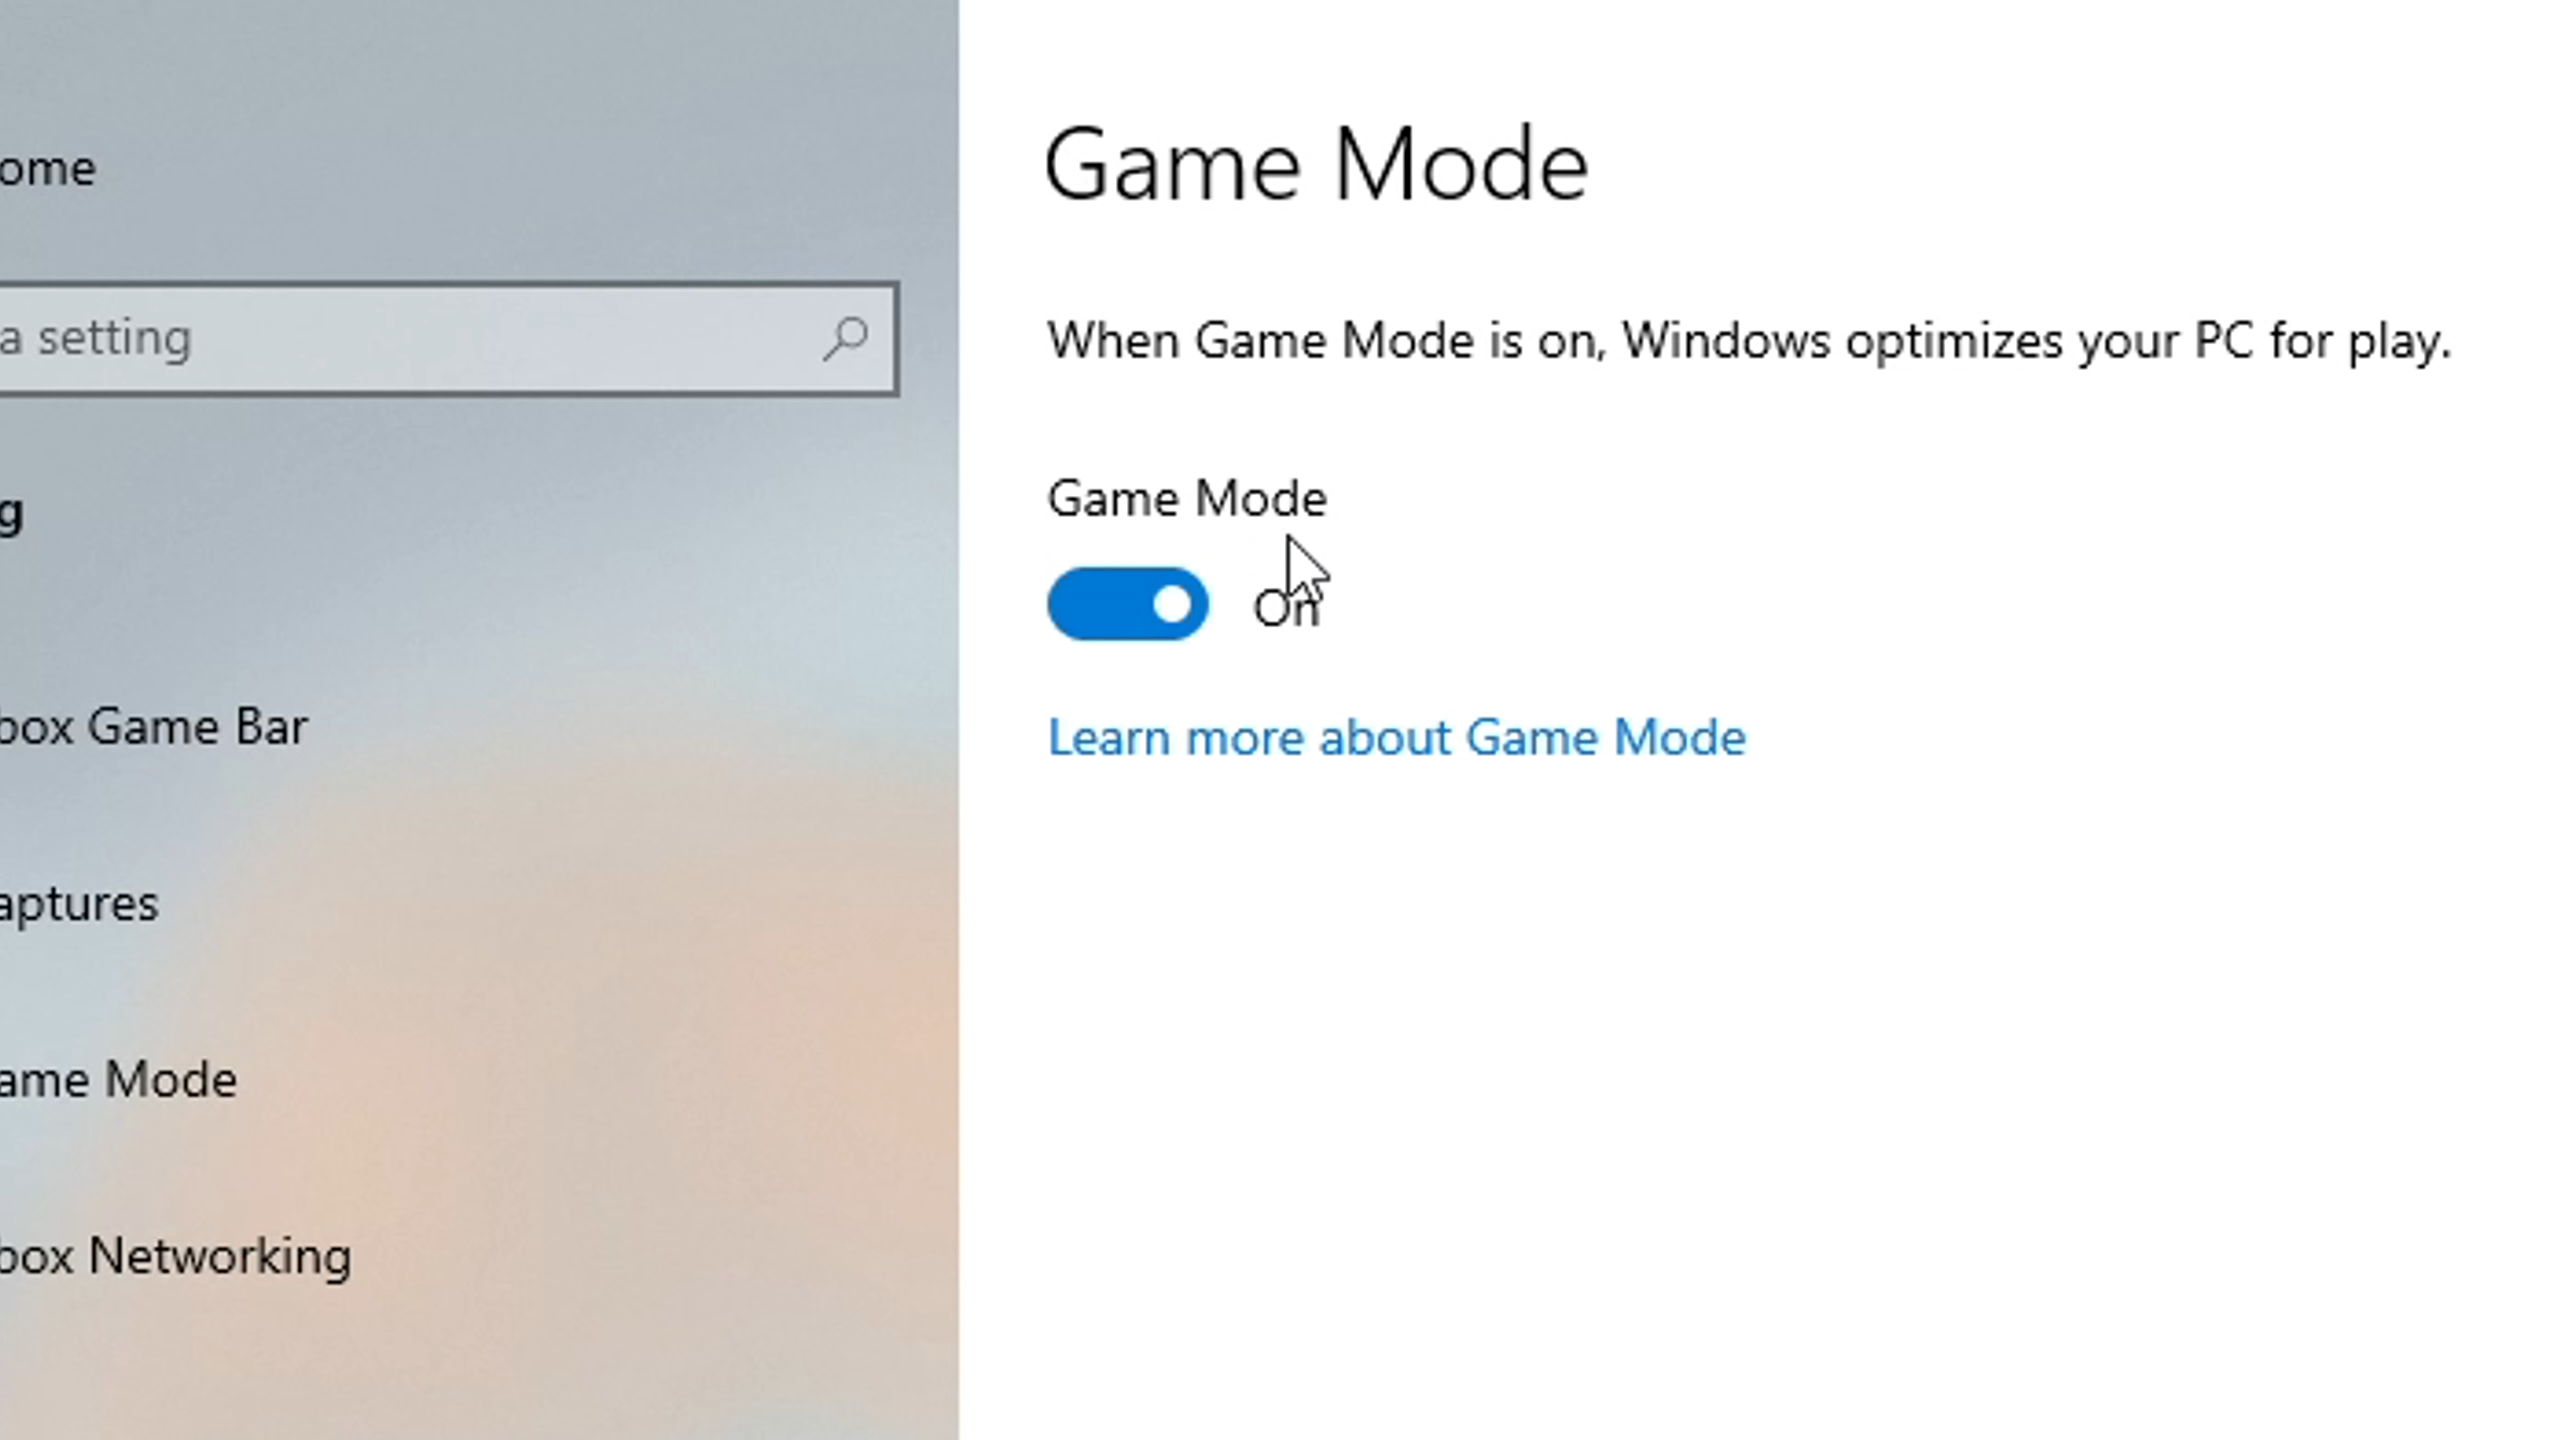 ome
a setting
g
box Game Bar
aptures
ame Mode
box Networking
Game Mode
When Game Mode is on, Windows optimizes your PC for play.
Game Mode
On
Learn more about Game Mode